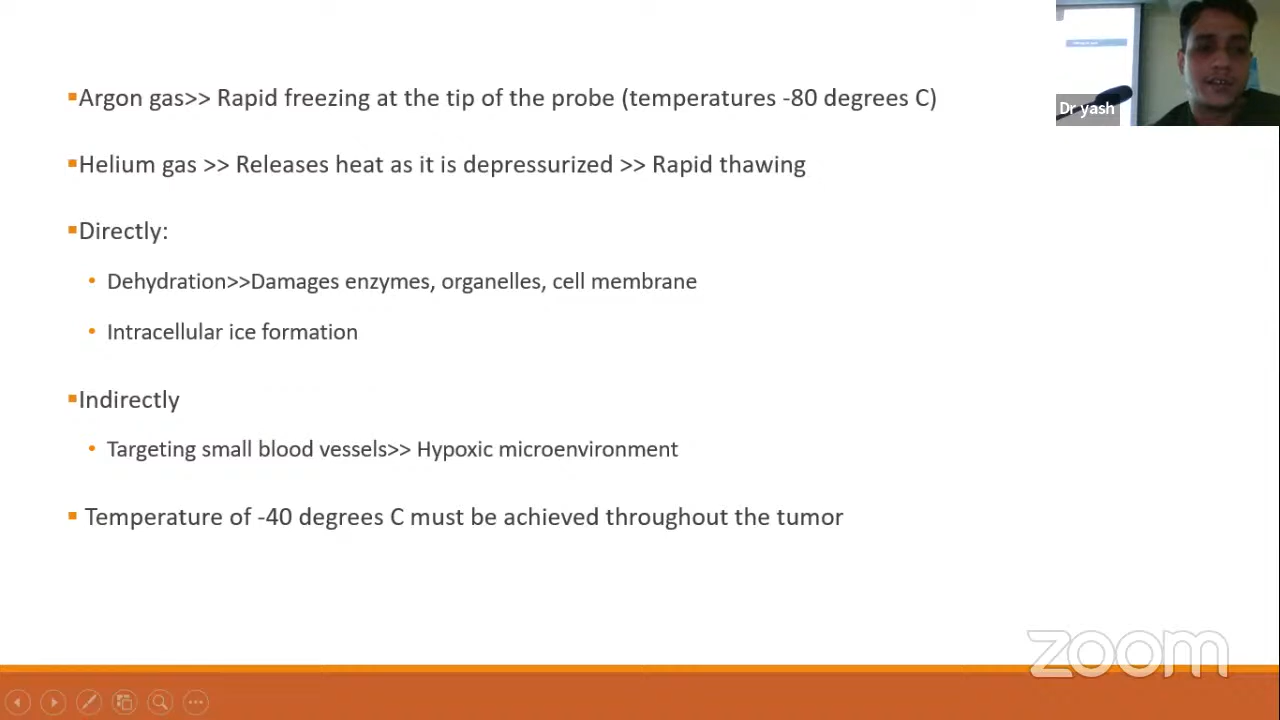 Argon gas>> Rapid freezing at the tip of the probe (temperatures -80 degrees C)
Dr yash
Helium gas >> Releases heat as it is depressurized >> Rapid thawing
Directly:
Dehydration>>Damages enzymes, organelles, cell membrane
Intracellular ice formation
Indirectly
Targeting small blood vessels>> Hypoxic microenvironment
Temperature of -40 degrees C must be achieved throughout the tumor
zoom